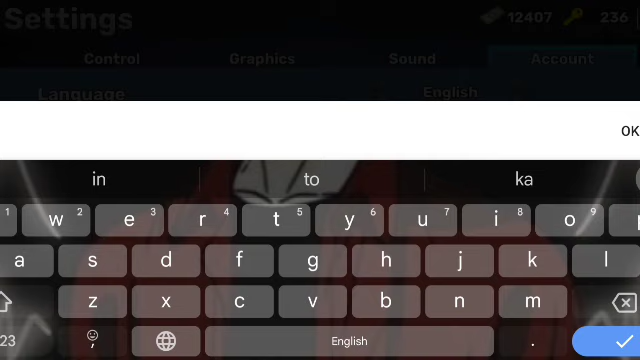 Settings 12407 236
Control Graphics Sound Account
Language English
OK
in to ka
1 w 2 e 3 r 4 t 5 y 6 u 7 i 8 o 9 p
a s d f g h j k l
z x c v b n m
23 , English .